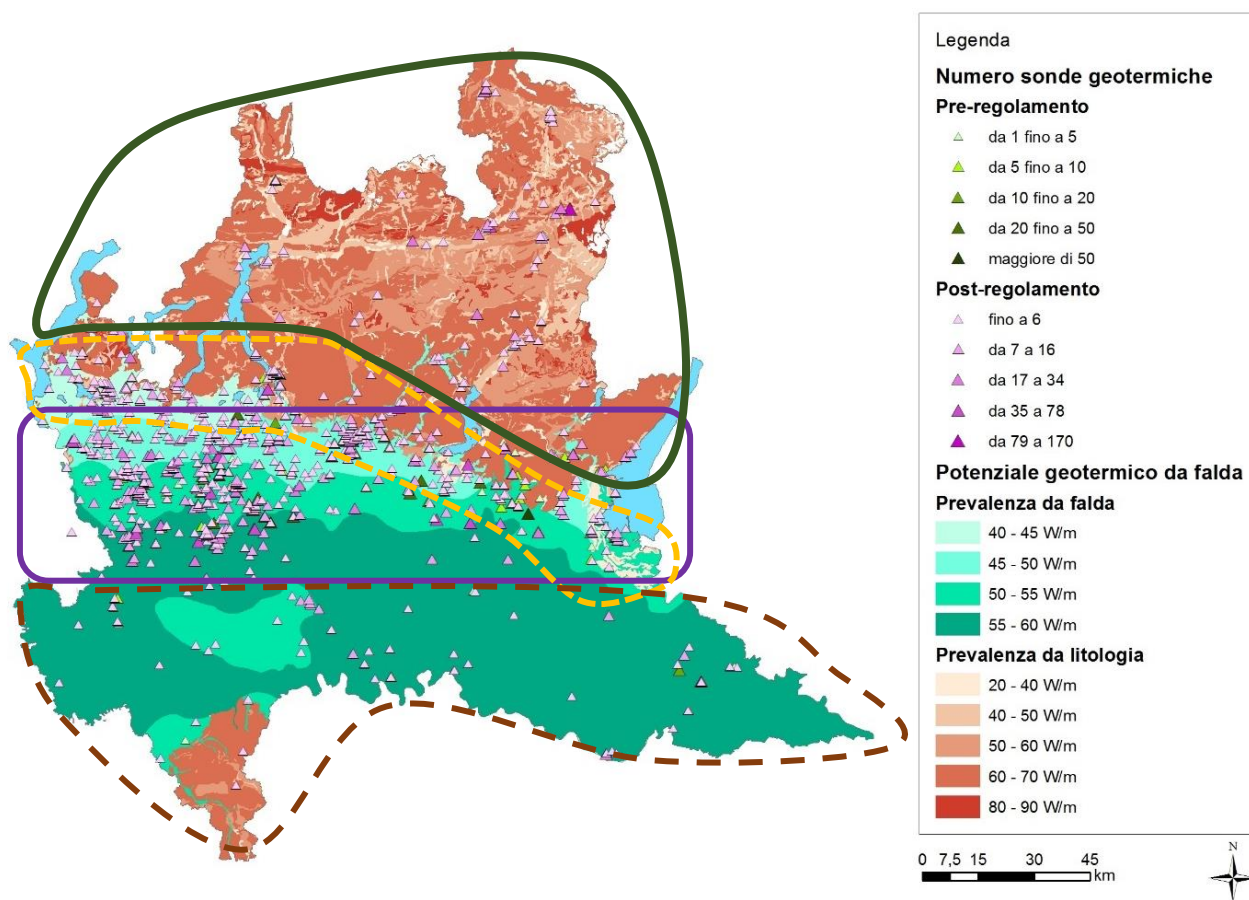 Legenda
Numero sonde geotermiche
Pre-regolamento
da 1 fino a 5
da 5 fino a 10
da 10 fino a 20
da 20 fino a 50
maggiore di 50
Post-regolamento
fino a 6
da 7 a 16
da 17 a 34
da 35 a 78
da 79 a 170
Potenziale geotermico da falda
Prevalenza da falda
40 - 45 W/m
45 - 50 W/m
50 - 55 W/m
55 - 60 W/m
Prevalenza da litologia
20 - 40 W/m
40 - 50 W/m
50 - 60 W/m
60 - 70 W/m
80 - 90 W/m
0 7,5 15 30 45
km
N